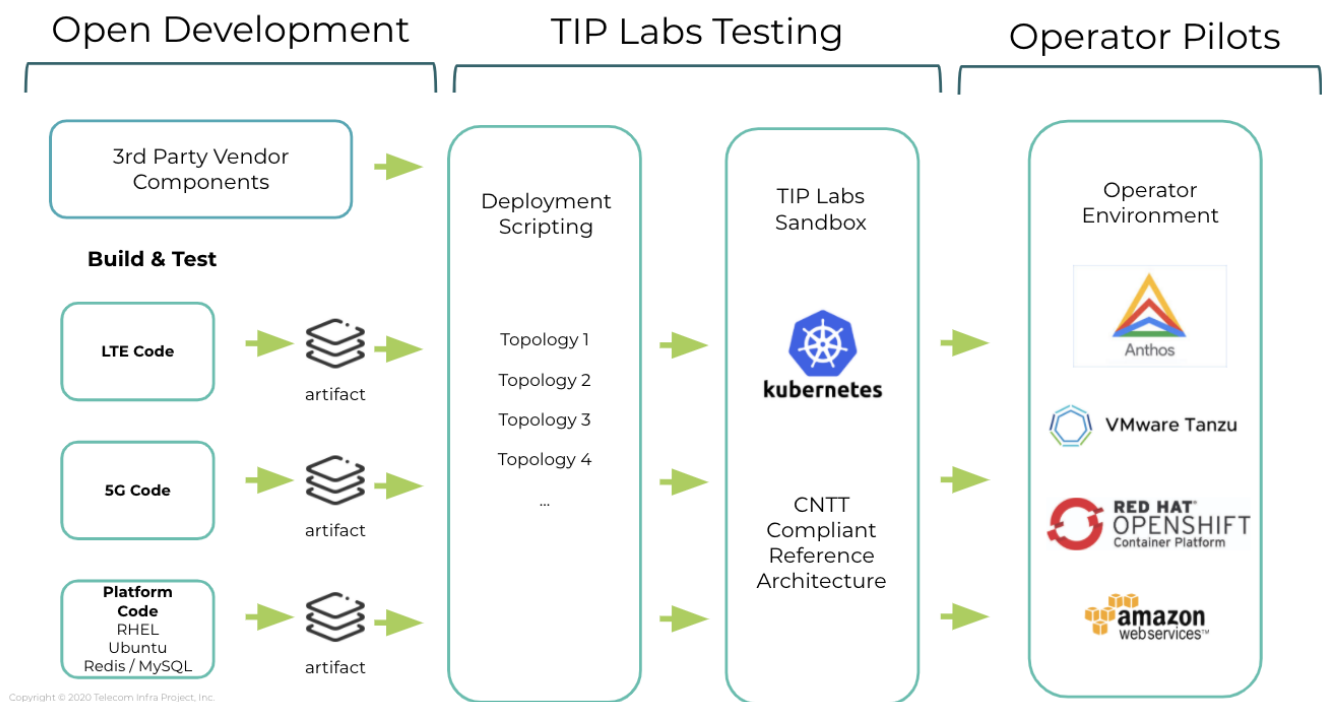 Open Development
TIP Labs Testing
Operator Pilots
3rd Party Vendor
Components
Build & Test
LTE Code
artifact
5G Code
artifact
Platform
Code
RHEL
Ubuntu
Redis / MySQL
artifact
Deployment
Scripting
Topology 1
Topology 2
Topology 3
Topology 4
...
TIP Labs
Sandbox
kubernetes
CNTT
Compliant
Reference
Architecture
Operator
Environment
Anthos
VMware Tanzu
RED HAT®
OPENSHIFT
Container Platform
amazon
webservices™
Copyright © 2020 Telecom Infra Project, Inc.